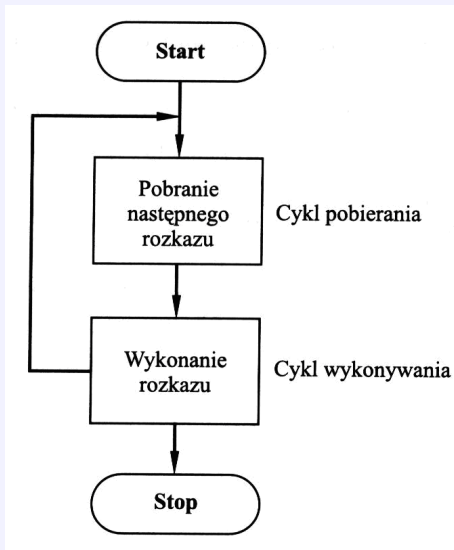 Start
Pobranie
następnego
rozkazu
Cykl pobierania
Wykonanie
rozkazu
Cykl wykonywania
Stop